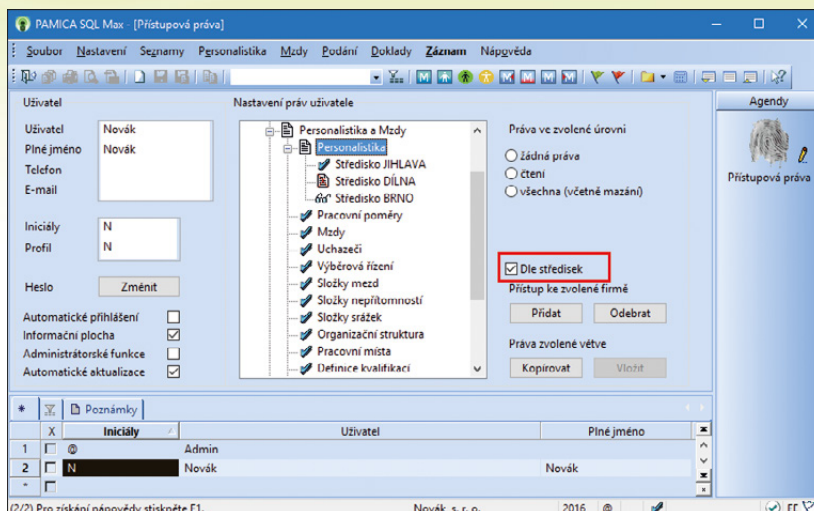 PAMICA SQL Max - [Přístupová práva]
Soubor Nastavení Seznamy Personalistika Mzdy Podání Doklady Záznam Nápověda
Uživatel
Uživatel Novák
Plné jméno Novák
Telefon
E-mail
Iniciály N
Profil N
Heslo Změnit
Automatické přihlášení
Informační plocha
Administrátorské funkce
Automatické aktualizace
Nastavení práv uživatele
Personalistika a Mzdy
Personalistika
Středisko JIHLAVA
Středisko DÍLNA
Středisko BRNO
Pracovní poměry
Mzdy
Uchazeči
Výběrová řízení
Složky mezd
Složky nepřítomností
Složky srážek
Organizační struktura
Pracovní místa
Definice kvalifikací
Práva ve zvolené úrovni
žádná práva
čtení
všechna (včetně mazání)
Dle středisek
Přístup ke zvolené firmě
Přidat Odebrat
Práva zvolené větve
Kopírovat Vložit
Agendy
Přístupová práva
* Poznámky
X Iniciály Uživatel Plné jméno
1 @ Admin
2 N Novák Novák
*
(2/2) Pro získání nápovědy stiskněte F1. Novák, s. r. o. 2016 @